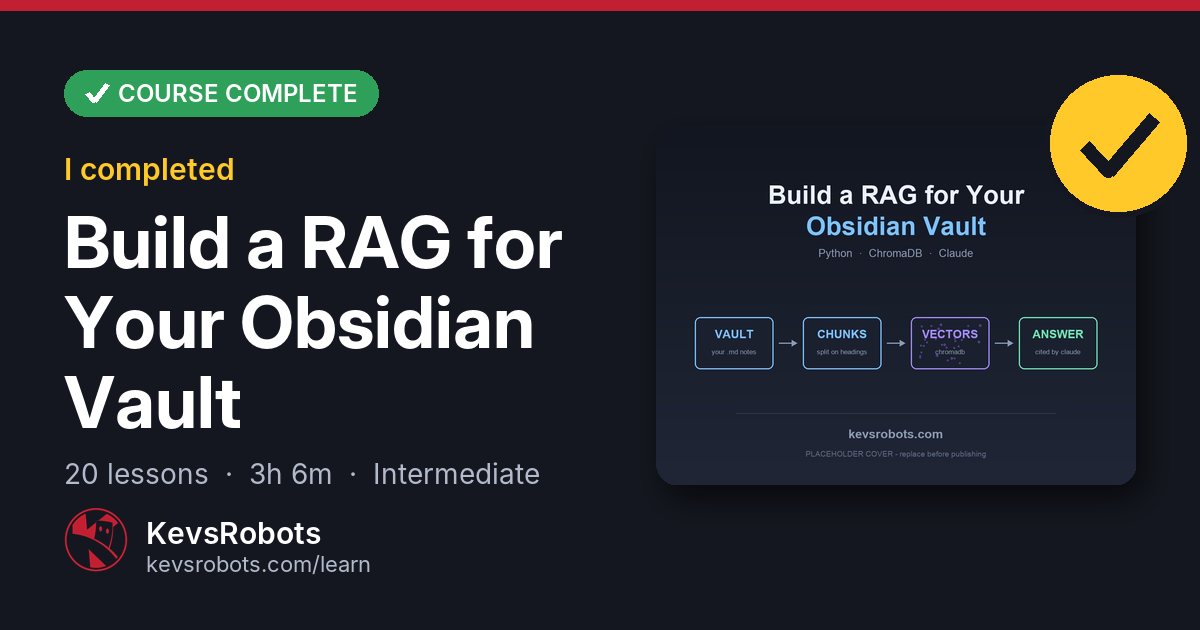 COURSE COMPLETE
I completed
Build a RAG for
Your Obsidian
Vault
20 lessons · 3h 6m · Intermediate
KevsRobots
kevsrobots.com/learn
Build a RAG for Your
Obsidian Vault
Python · ChromaDB · Claude
VAULT
your .md notes
CHUNKS
split on headings
VECTORS
chromadb
ANSWER
cited by claude
kevsrobots.com
PLACEHOLDER COVER - replace before publishing